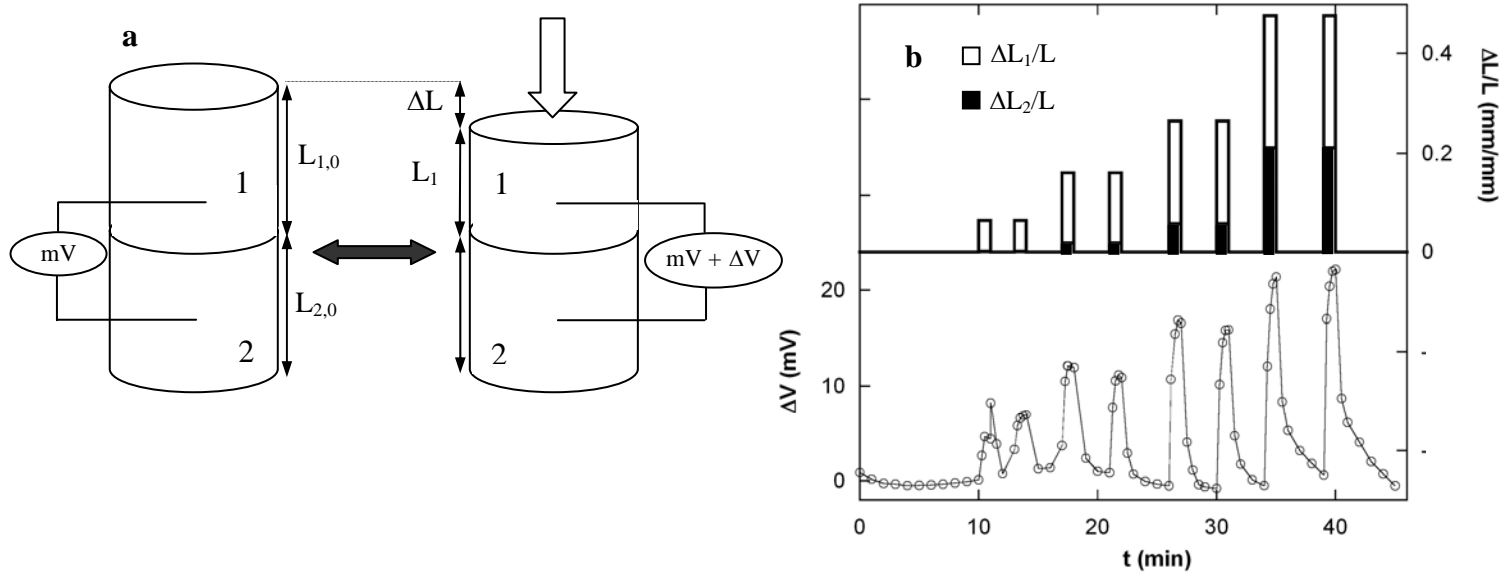 a
ΔL
L1,0
L1
1
1
mV
mV + ΔV
L2,0
2
2
b
ΔL1/L
ΔL2/L
0.4
0.2
0
ΔL/L (mm/mm)
20
10
0
ΔV (mV)
0
10
20
30
40
t (min)